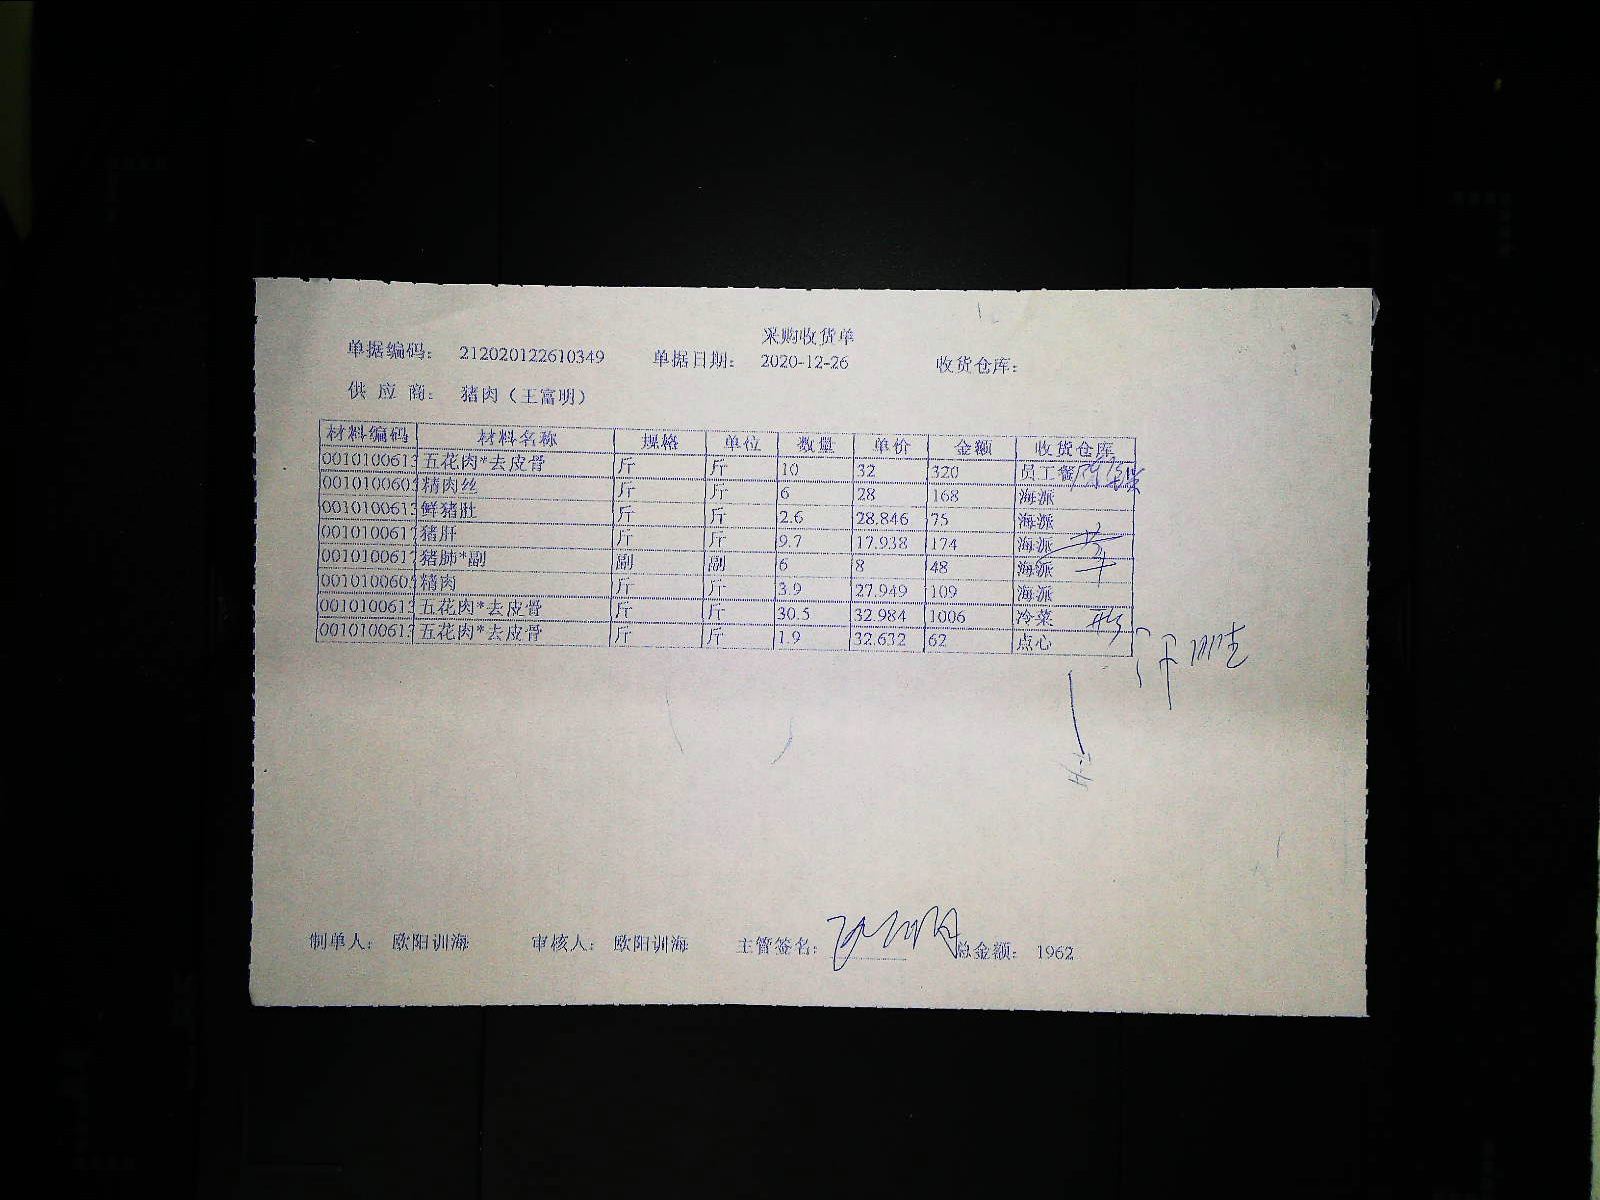 采购收货单
单据编码： 212020122610349 单据日期： 2020-12-26 收货仓库：
供 应 商： 猪肉（王富明）
材料编码 材料名称 规格 单位 数量 单价 金额 收货仓库
0010100613 五花肉*去皮骨 斤 斤 10 32 320 员工餐
001010060 精肉丝 斤 斤 6 28 168 海派
0010100613 鲜猪肚 斤 斤 2.6 28.846 75 海派
001010061 猪肝 斤 斤 9.7 17.938 174 海派
001010061 猪肺*副 副 副 6 8 48 海派
001010060 精肉 斤 斤 3.9 27.949 109 海派
0010100613 五花肉*去皮骨 斤 斤 30.5 32.984 1006 冷菜
0010100613 五花肉*去皮骨 斤 斤 1.9 32.632 62 点心
制单人： 欧阳训海 审核人： 欧阳训海 主管签名： 总金额： 1962